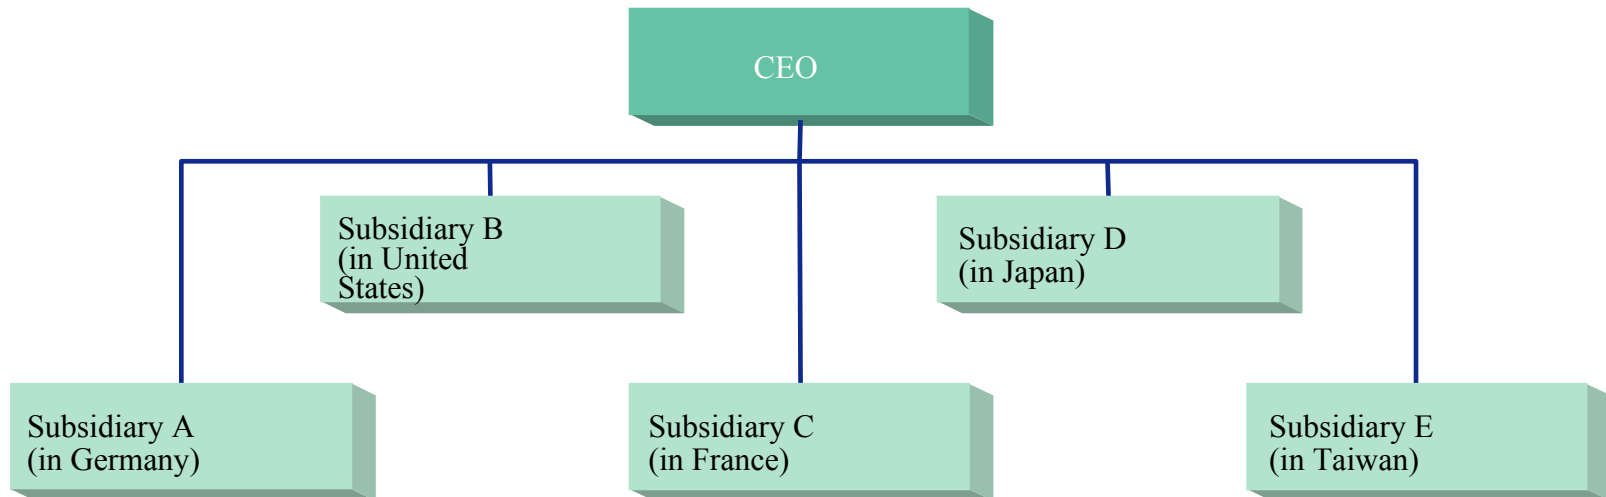 CEO
Subsidiary B
(in United
States)
Subsidiary D
(in Japan)
Subsidiary A
(in Germany)
Subsidiary C
(in France)
Subsidiary E
(in Taiwan)